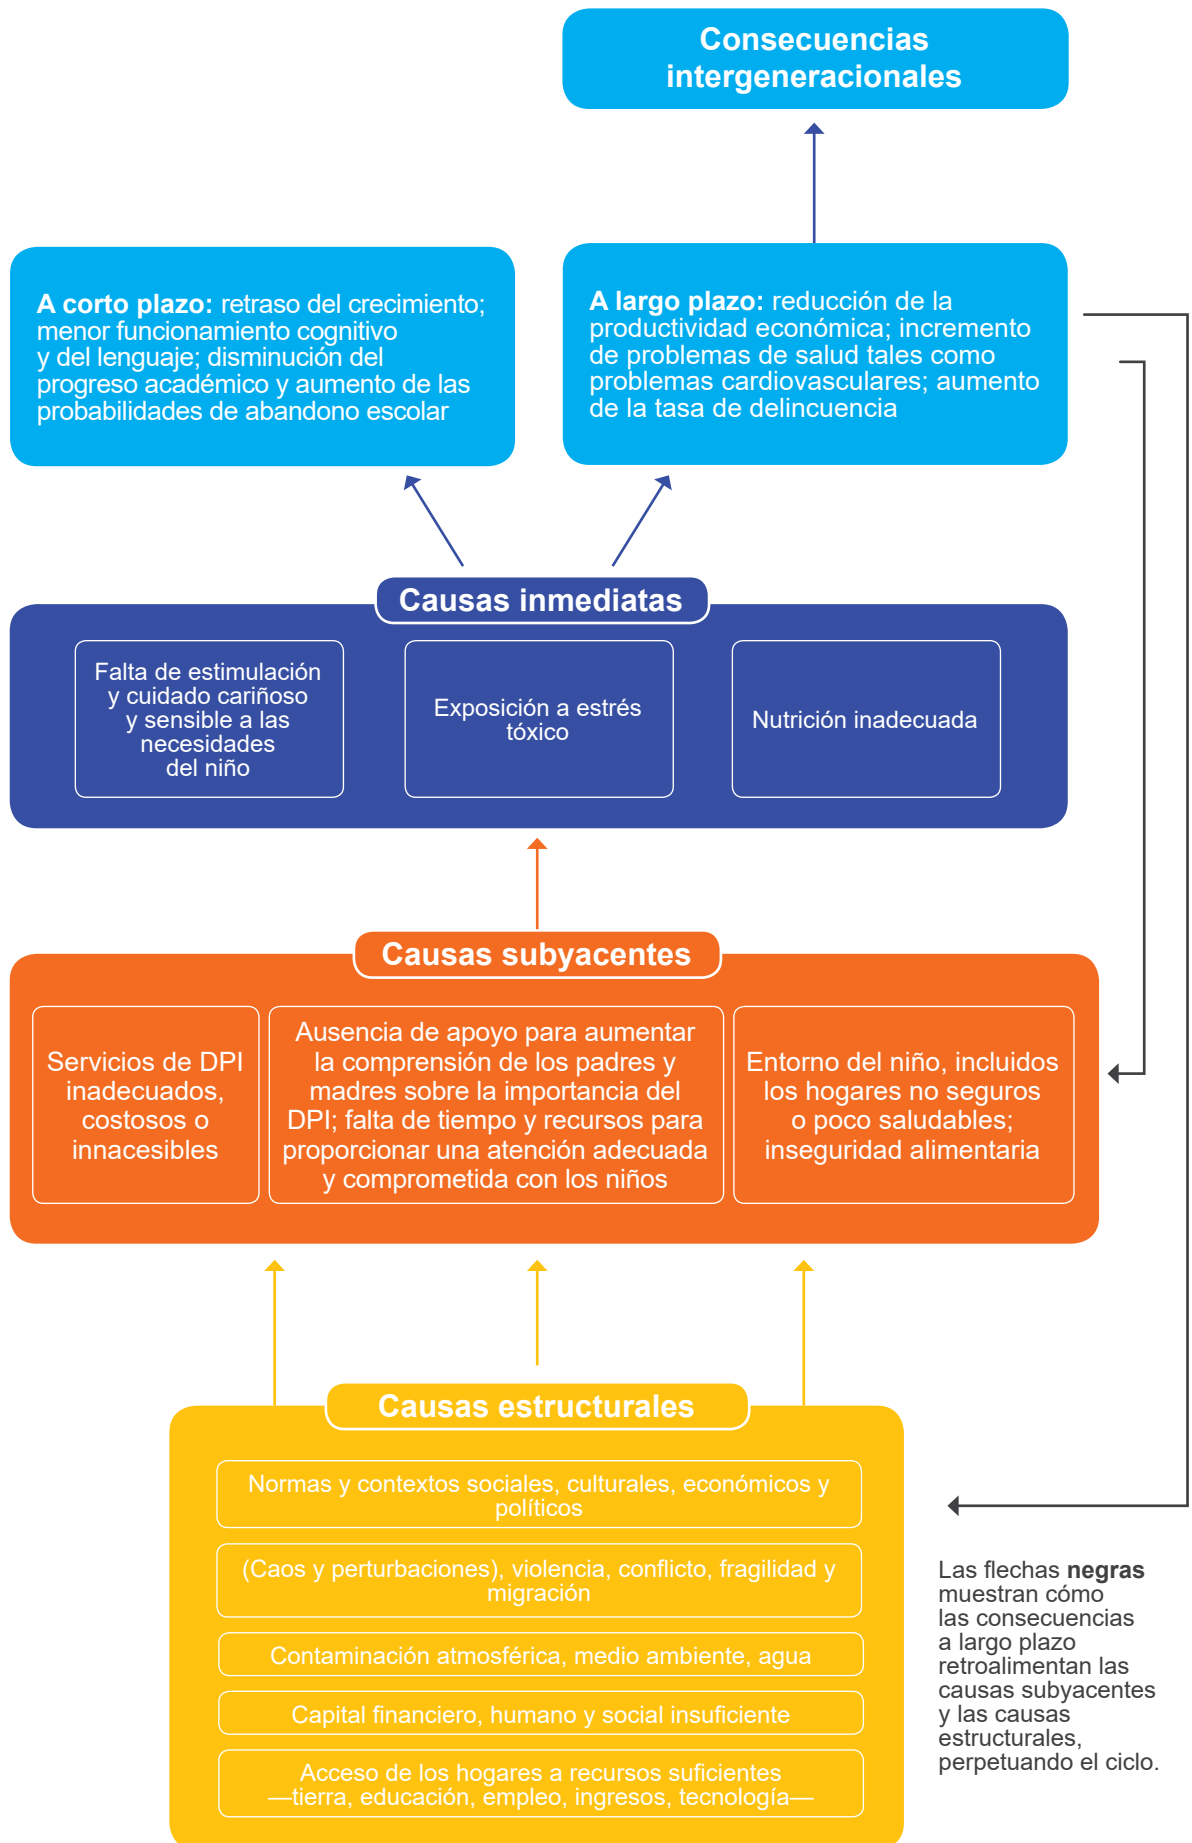 Consecuencias
intergeneracionales
A corto plazo: retraso del crecimiento;
menor funcionamiento cognitivo
y del lenguaje; disminución del
progreso académico y aumento de las
probabilidades de abandono escolar
A largo plazo: reducción de la
productividad económica; incremento
de problemas de salud tales como
problemas cardiovasculares; aumento
de la tasa de delincuencia
Causas inmediatas
Falta de estimulación
y cuidado cariñoso
y sensible a las
necesidades
del niño
Exposición a estrés
tóxico
Nutrición inadecuada
Causas subyacentes
Servicios de DPI
inadecuados,
costosos o
innacesibles
Ausencia de apoyo para aumentar
la comprensión de los padres y
madres sobre la importancia del
DPI; falta de tiempo y recursos para
proporcionar una atención adecuada
y comprometida con los niños
Entorno del niño, incluidos
los hogares no seguros
o poco saludables;
inseguridad alimentaria
Causas estructurales
Normas y contextos sociales, culturales, económicos y
políticos
(Caos y perturbaciones), violencia, conflicto, fragilidad y
migración
Contaminación atmosférica, medio ambiente, agua
Capital financiero, humano y social insuficiente
Acceso de los hogares a recursos suficientes
—tierra, educación, empleo, ingresos, tecnología—
Las flechas negras
muestran cómo
las consecuencias
a largo plazo
retroalimentan las
causas subyacentes
y las causas
estructurales,
perpetuando el ciclo.